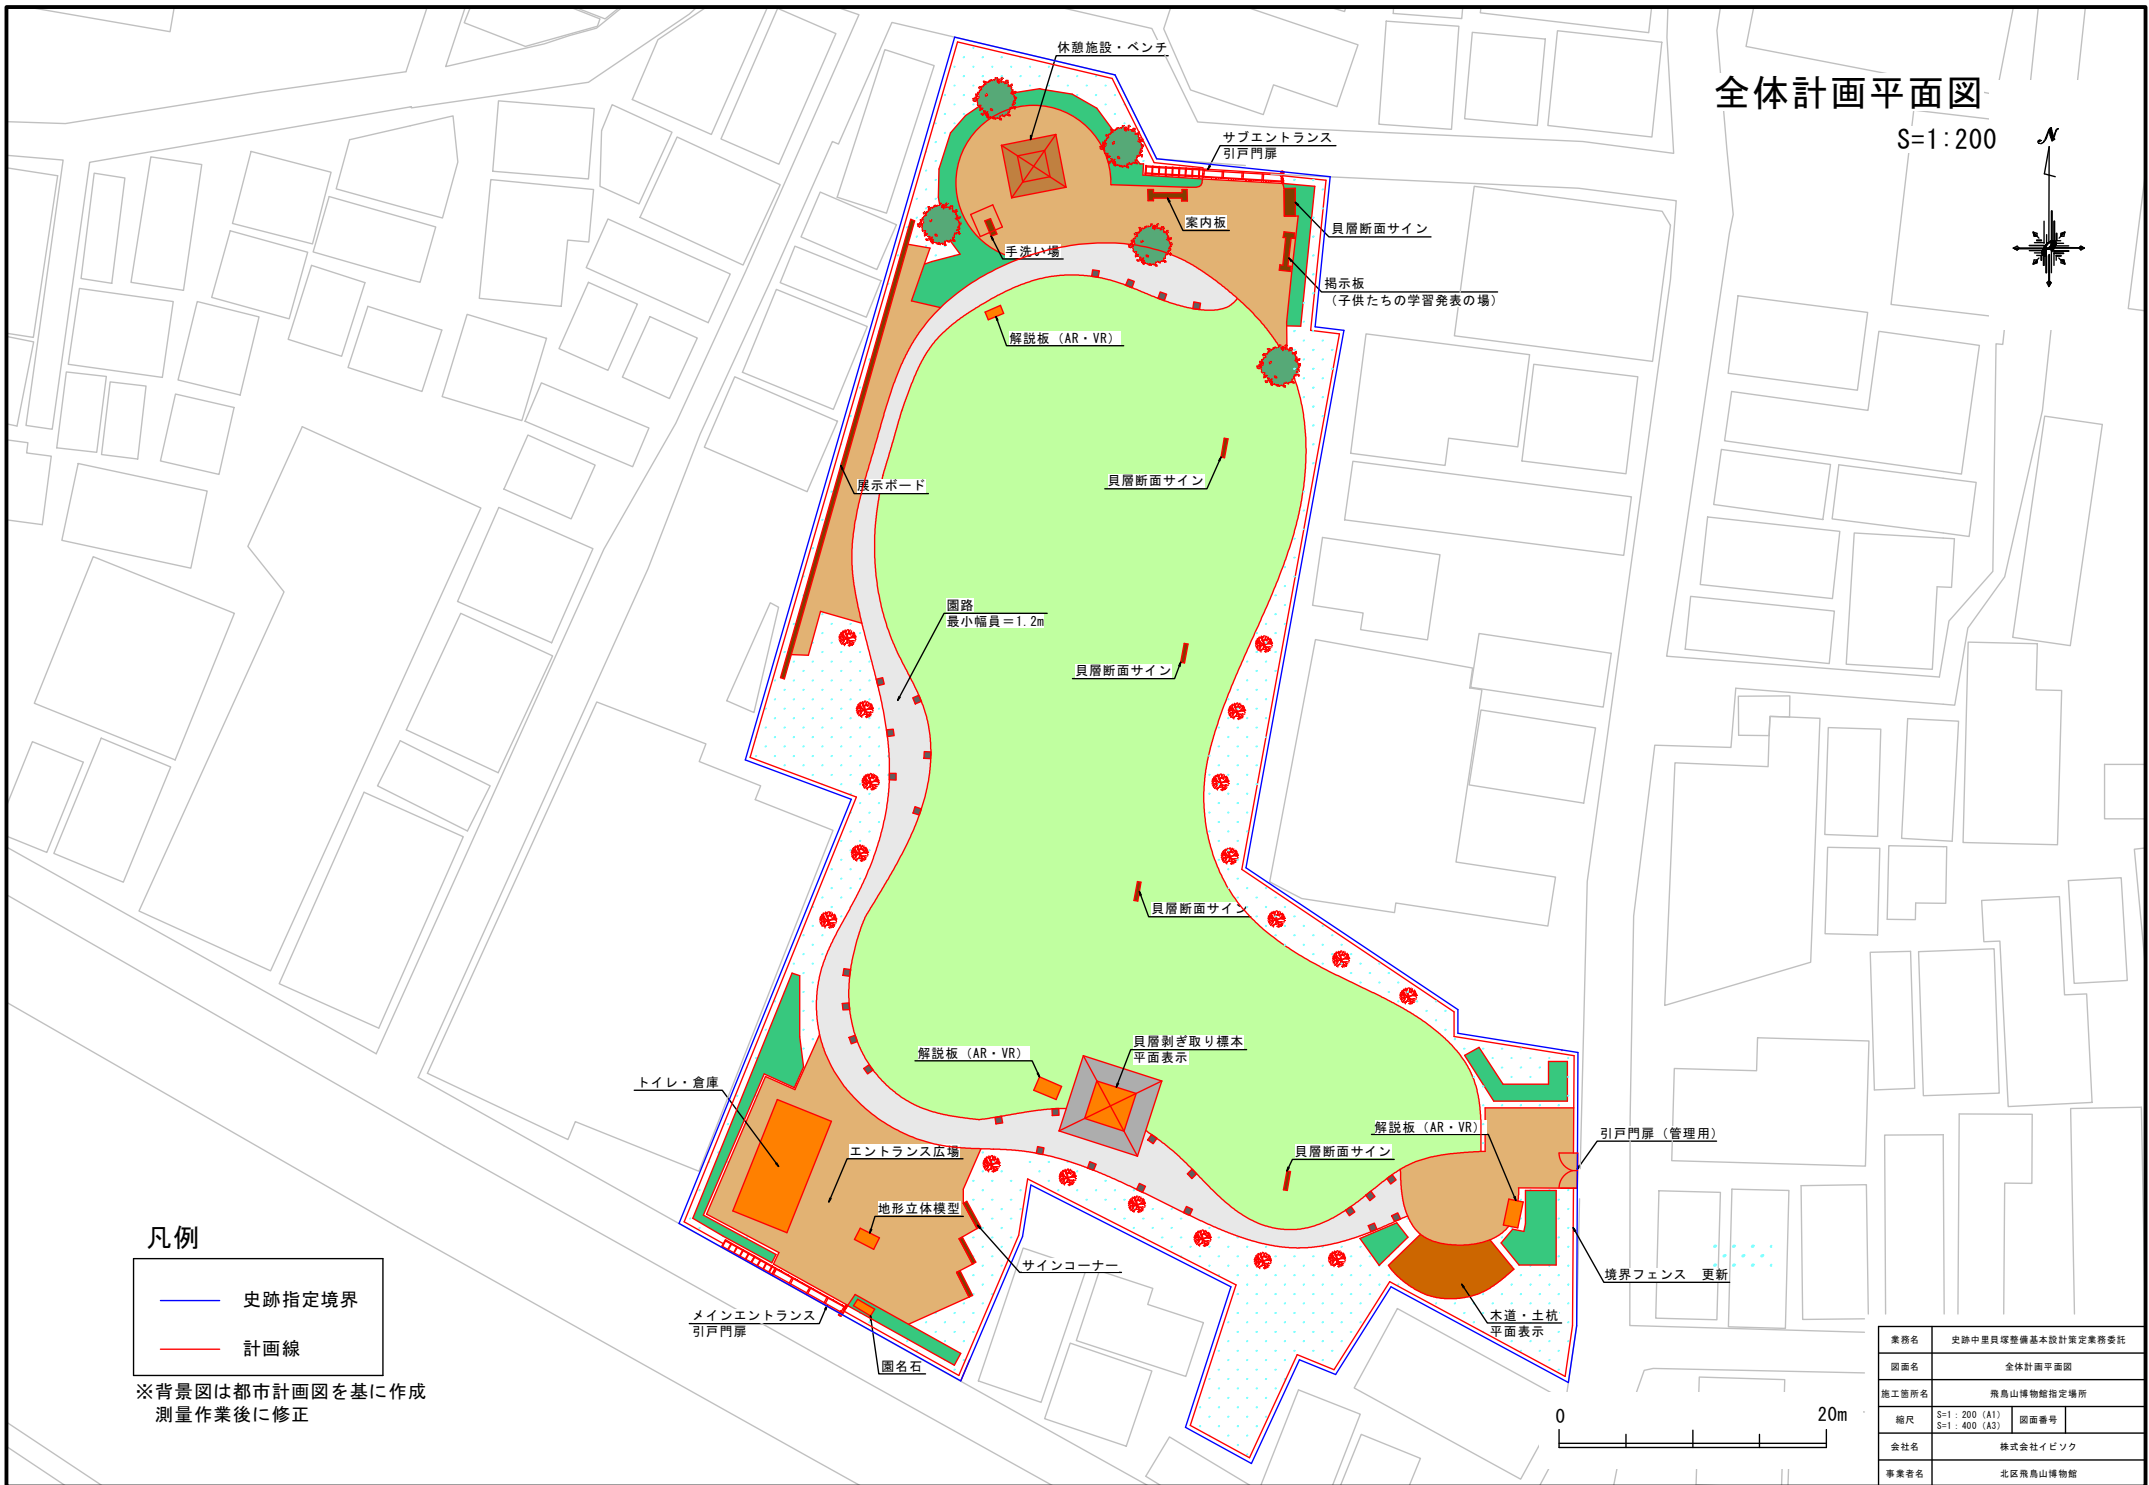 全体計画平面図
S=1:200
N
休憩施設・ベンチ
サブエントランス
引戸門扉
案内板
貝層断面サイン
手洗い場
掲示板
(子供たちの学習発表の場)
解説板(AR・VR)
貝層断面サイン
展示ボード
園路
最小幅員=1.2m
貝層断面サイン
貝層断面サイン
解説板(AR・VR)
貝層剥ぎ取り標本
平面表示
トイレ・倉庫
エントランス広場
解説板(AR・VR)
引戸門扉(管理用)
貝層断面サイン
地形立体模型
サインコーナー
境界フェンス 更新
メインエントランス
引戸門扉
木道・土杭
平面表示
園名石
凡例
史跡指定境界
計画線
※背景図は都市計画図を基に作成
測量作業後に修正
0 20m
業務名 史跡中里貝塚整備基本設計策定業務委託
図面名 全体計画平面図
施工箇所名 飛鳥山博物館指定場所
縮尺 S=1:200(A1) 図面番号
S=1:400(A3)
会社名 株式会社イビソク
事業者名 北区飛鳥山博物館